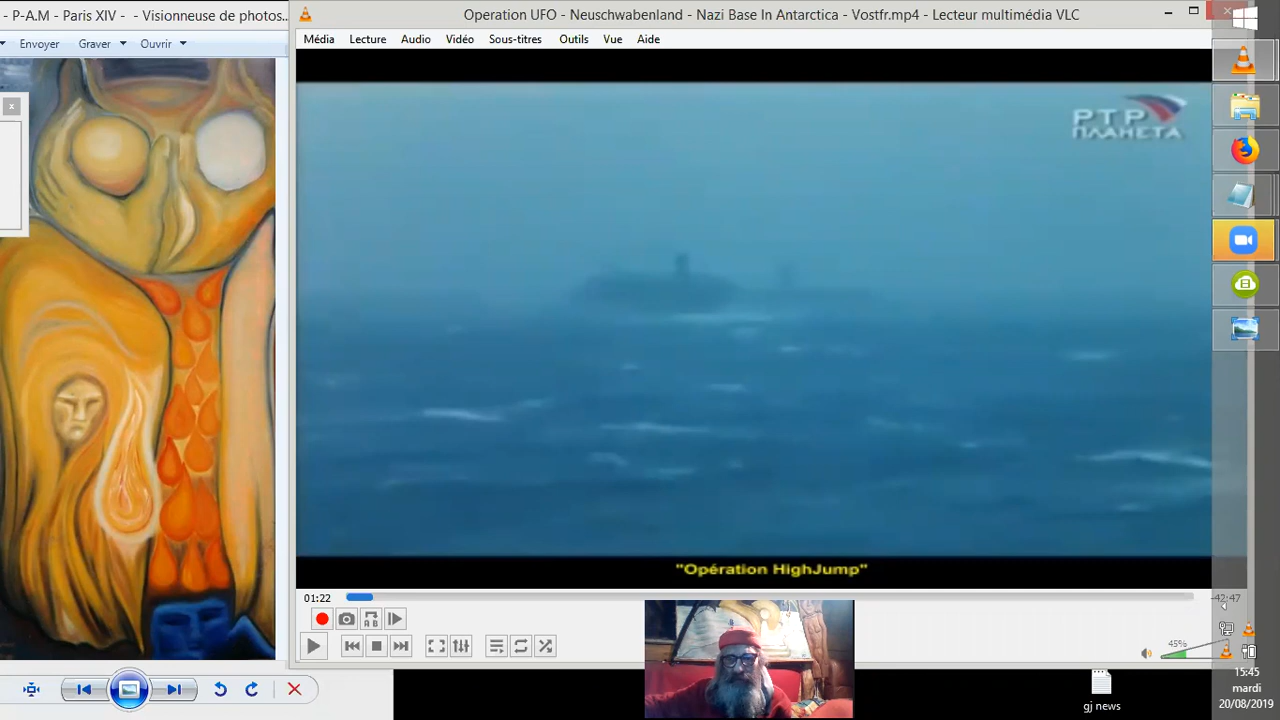 - P-A-M - Paris XIV - - Visionneuse de photos...
Envoyer Graver Ouvrir
Operation UFO - Neuschwabenland - Nazi Base In Antarctica - Vostfr.mp4 - Lecteur multimédia VLC
Média Lecture Audio Vidéo Sous-titres Outils Vue Aide
РТР
ПЛАНЕТА
"Opération HighJump"
01:22
-42:47
45%
15:45
mardi
20/08/2019
gj news